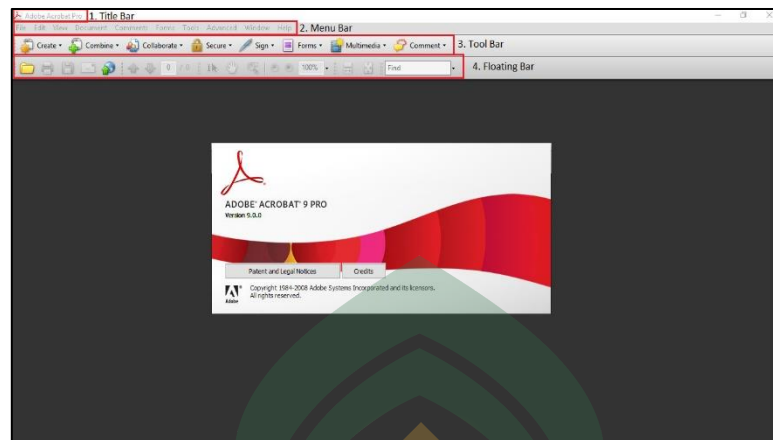 Adobe Acrobat Pro 1. Title Bar
File Edit View Document Comments Forms Tools Advanced Window Help 2. Menu Bar
Create Combine Collaborate Secure Sign Forms Multimedia Comment 3. Tool Bar
100% Find 4. Floating Bar
ADOBE® ACROBAT® 9 PRO
Version 9.0.0
Patent and Legal Notices Credits
Copyright 1984-2008 Adobe Systems Incorporated and its licensors.
All rights reserved.
Adobe